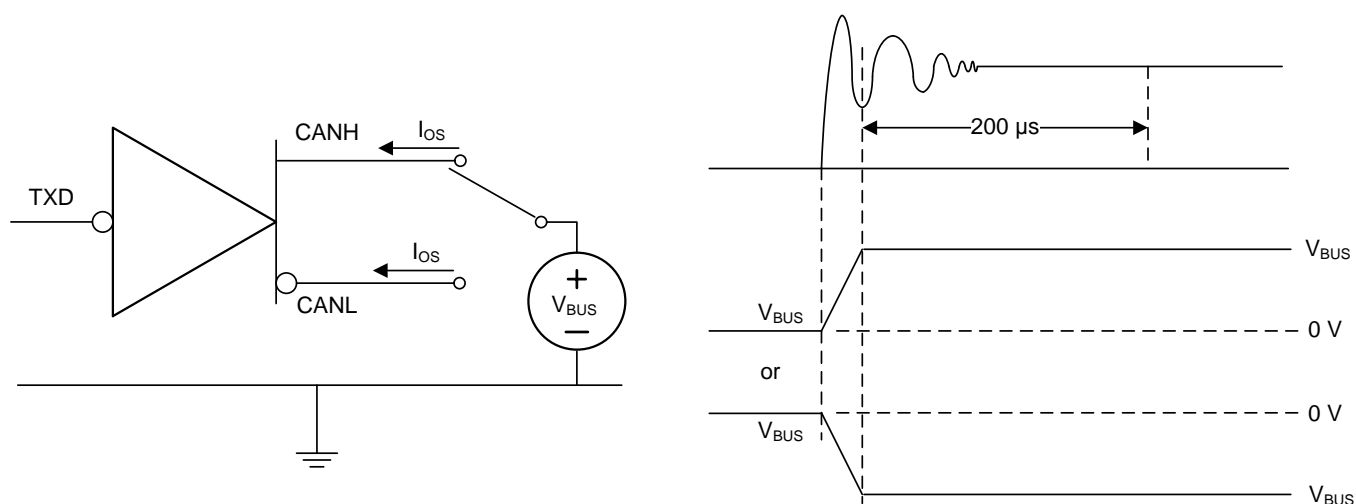 CANH
I_OS
TXD
I_OS
CANL
+
V_BUS
−
200 µs
V_BUS
V_BUS
0 V
or
0 V
V_BUS
V_BUS